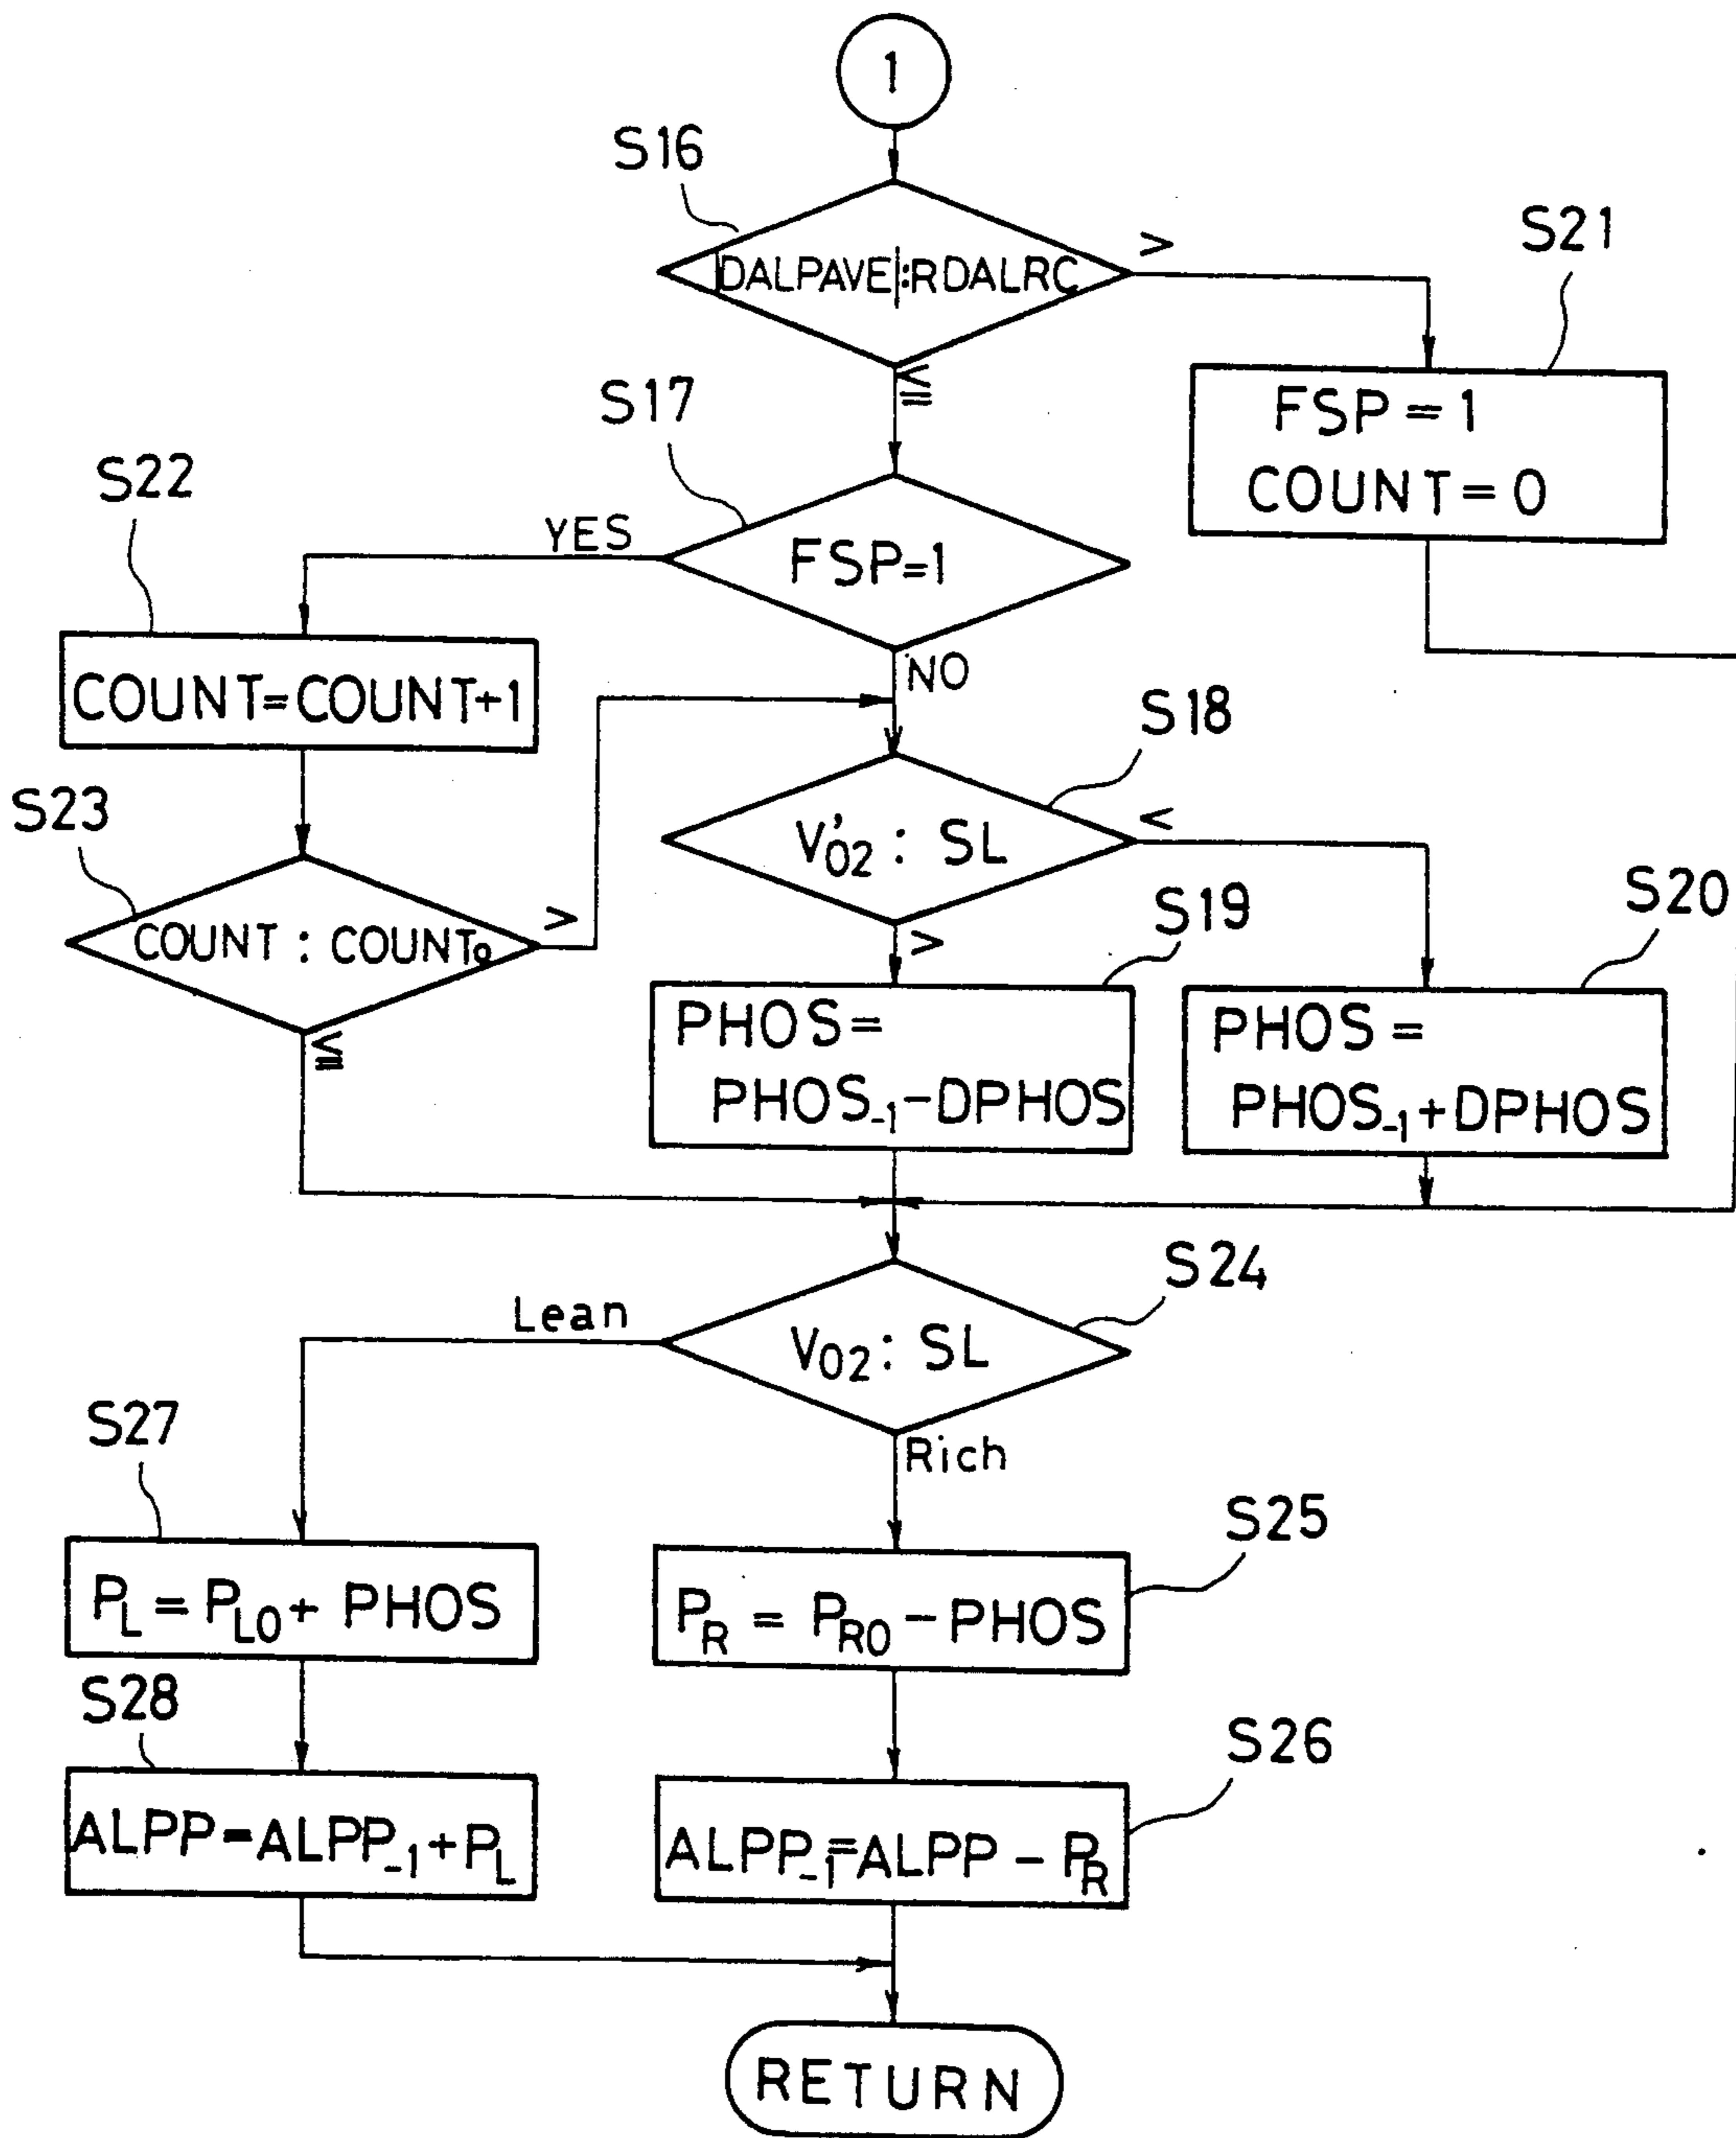 1
S16
|DALPAVE|:RDALRC
>
≦
S21
FSP = 1
COUNT = 0
S17
FSP=1
YES
NO
S22
COUNT=COUNT+1
S23
COUNT : COUNT₀
>
≦
S18
V'O2 : SL
<
>
S19
PHOS =
PHOS₋₁ − DPHOS
S20
PHOS =
PHOS₋₁ + DPHOS
S24
VO2 : SL
Lean
Rich
S27
PL = PL0 + PHOS
S25
PR = PR0 − PHOS
S28
ALPP = ALPP₋₁ + PL
S26
ALPP₋₁ = ALPP − PR
RETURN